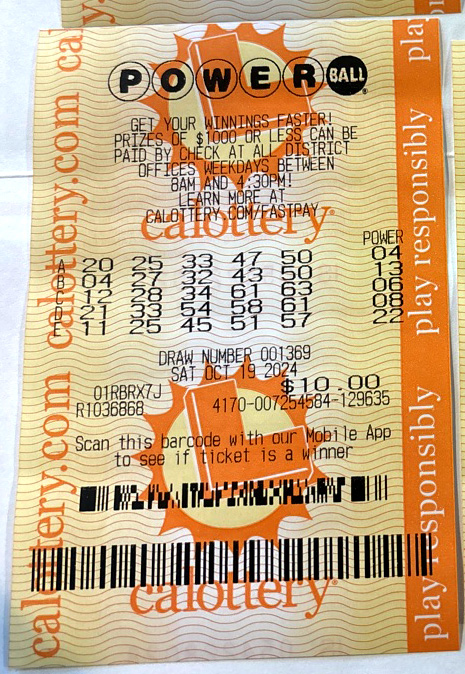 POWER BALL®
GET YOUR WINNINGS FASTER!
PRIZES OF $1000 OR LESS CAN BE
PAID BY CHECK AT ALL DISTRICT
OFFICES WEEKDAYS BETWEEN
8AM AND 4:30PM!
LEARN MORE AT
CALOTTERY.COM/FASTPAY
calottery®
POWER
A 20 25 33 47 50 04
B 04 27 32 43 50 13
C 12 28 34 61 63 06
D 21 33 54 58 61 08
E 11 25 45 51 57 22
DRAW NUMBER 001369
SAT OCT 19 2024
01RBRX7J $10.00
R1036868 4170-007254584-129635
Scan this barcode with our Mobile App
to see if ticket is a winner
calottery®
calottery.com calottery.com cal
play responsibly play responsibly play